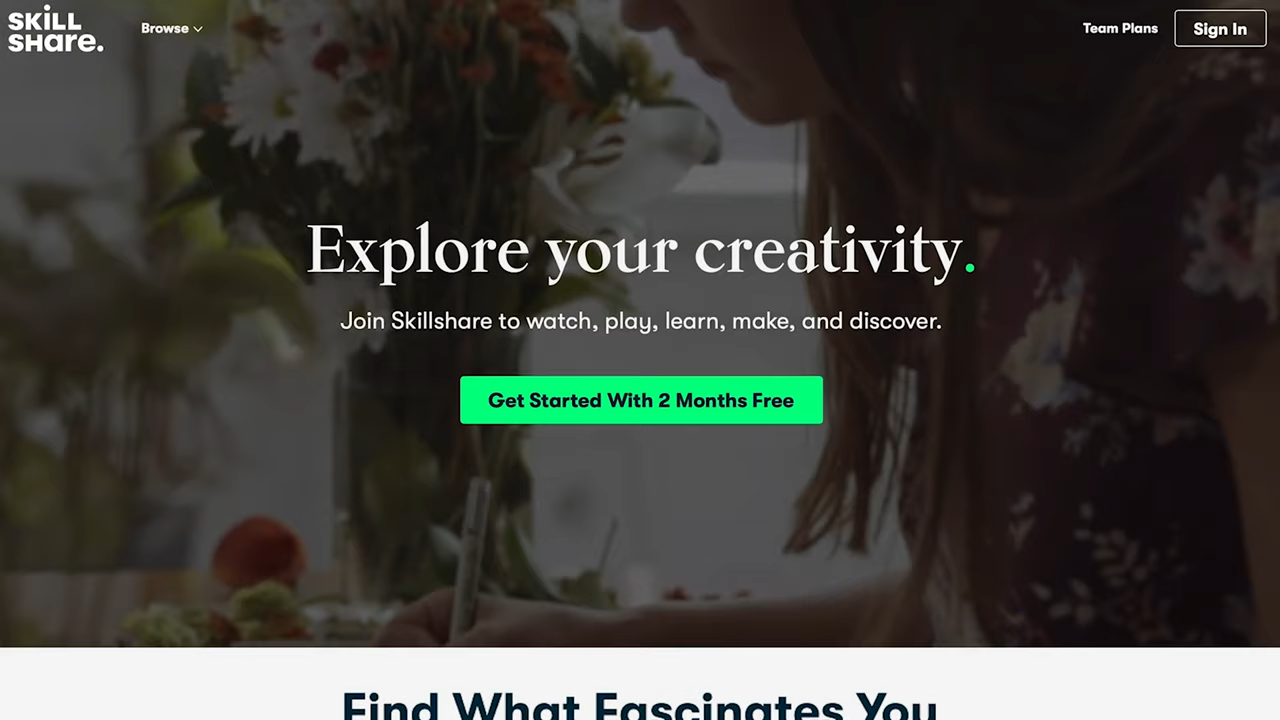 SKILL
SHare.
Browse
Team Plans
Sign In
Explore your creativity.
Join Skillshare to watch, play, learn, make, and discover.
Get Started With 2 Months Free
Find What Fascinates You